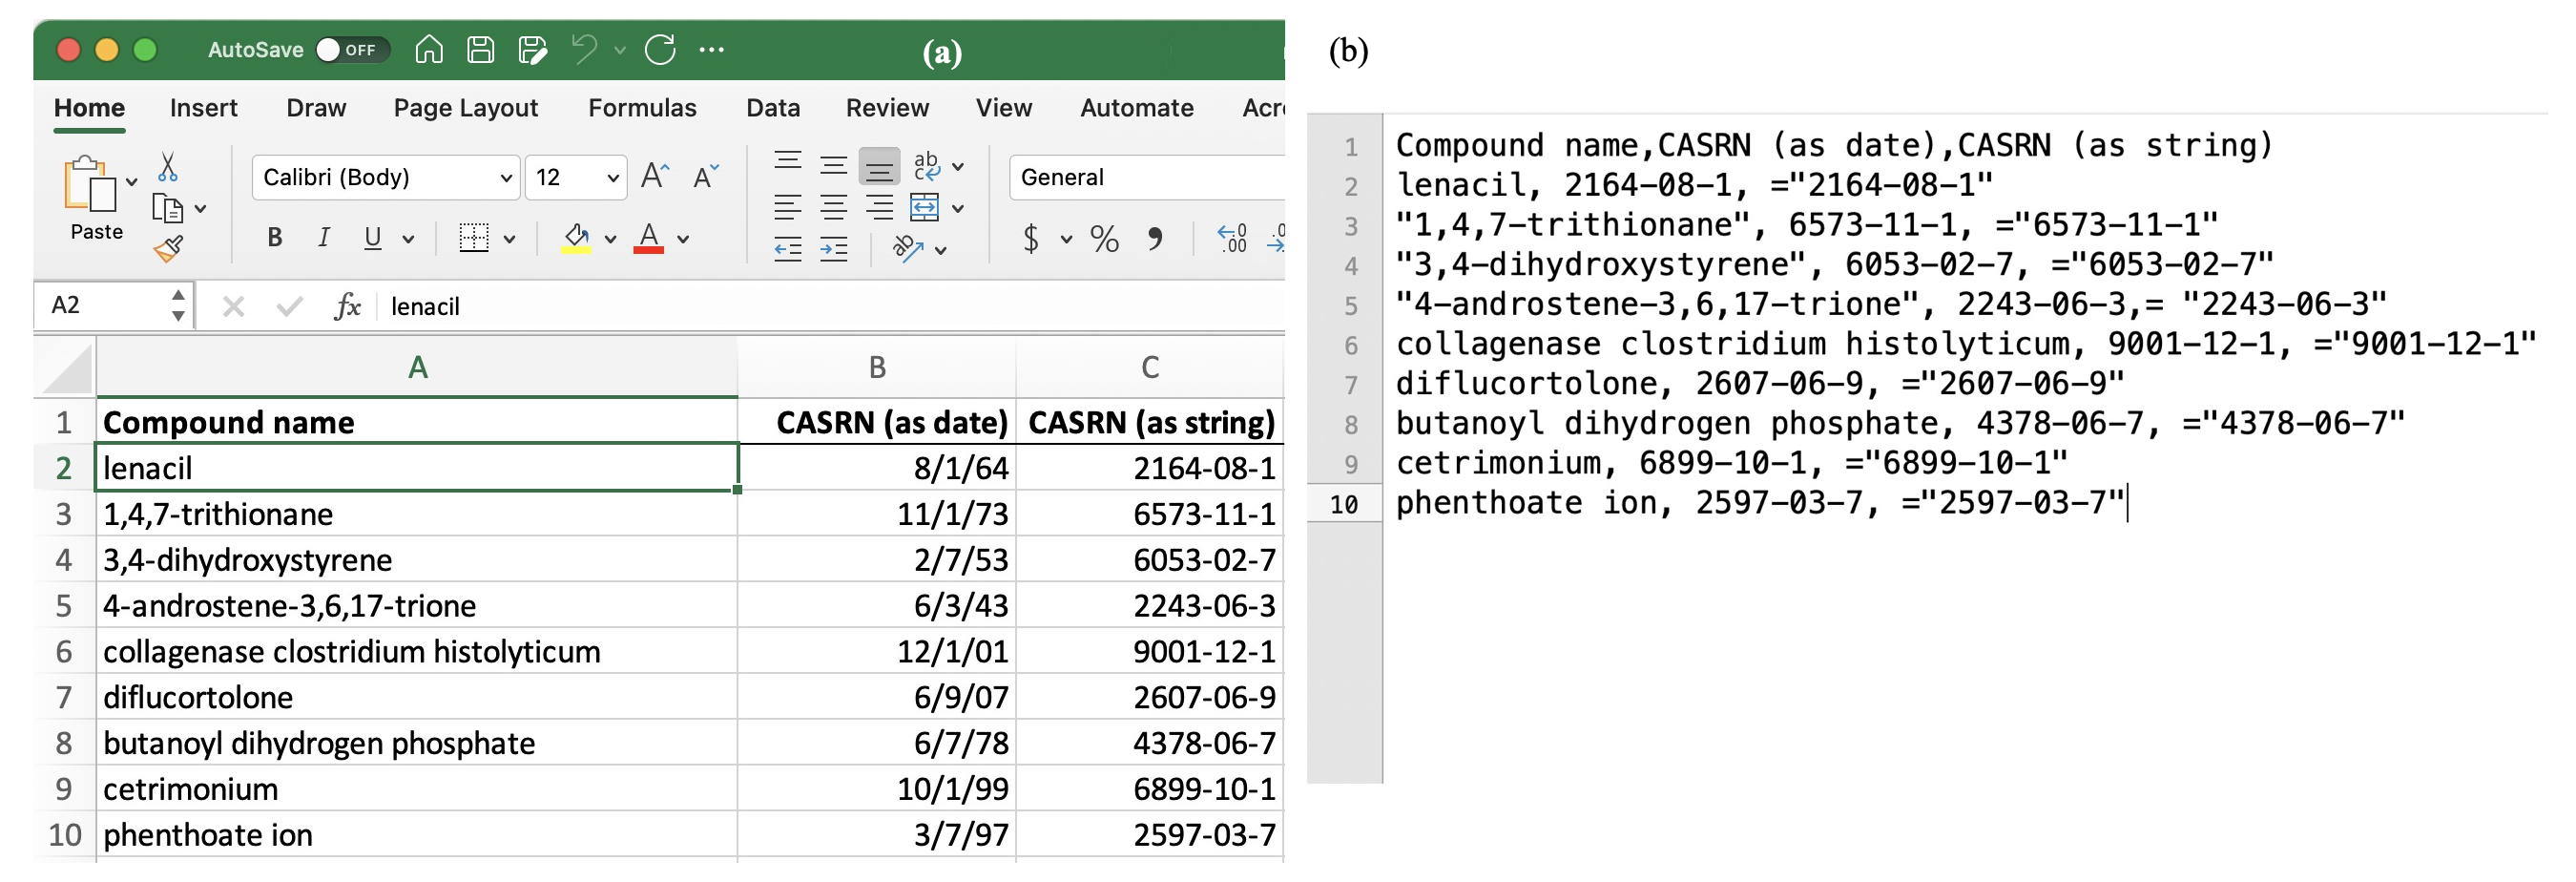 AutoSave OFF (a)
Home Insert Draw Page Layout Formulas Data Review View Automate Acr
Paste Calibri (Body) 12 A A ab c General
B I U A ab $ % , .00 .0
A2 fx lenacil
A B C
1 Compound name CASRN (as date) CASRN (as string)
2 lenacil 8/1/64 2164-08-1
3 1,4,7-trithionane 11/1/73 6573-11-1
4 3,4-dihydroxystyrene 2/7/53 6053-02-7
5 4-androstene-3,6,17-trione 6/3/43 2243-06-3
6 collagenase clostridium histolyticum 12/1/01 9001-12-1
7 diflucortolone 6/9/07 2607-06-9
8 butanoyl dihydrogen phosphate 6/7/78 4378-06-7
9 cetrimonium 10/1/99 6899-10-1
10 phenthoate ion 3/7/97 2597-03-7
(b)
1 Compound name,CASRN (as date),CASRN (as string)
2 lenacil, 2164-08-1, ="2164-08-1"
3 "1,4,7-trithionane", 6573-11-1, ="6573-11-1"
4 "3,4-dihydroxystyrene", 6053-02-7, ="6053-02-7"
5 "4-androstene-3,6,17-trione", 2243-06-3,= "2243-06-3"
6 collagenase clostridium histolyticum, 9001-12-1, ="9001-12-1"
7 diflucortolone, 2607-06-9, ="2607-06-9"
8 butanoyl dihydrogen phosphate, 4378-06-7, ="4378-06-7"
9 cetrimonium, 6899-10-1, ="6899-10-1"
10 phenthoate ion, 2597-03-7, ="2597-03-7"